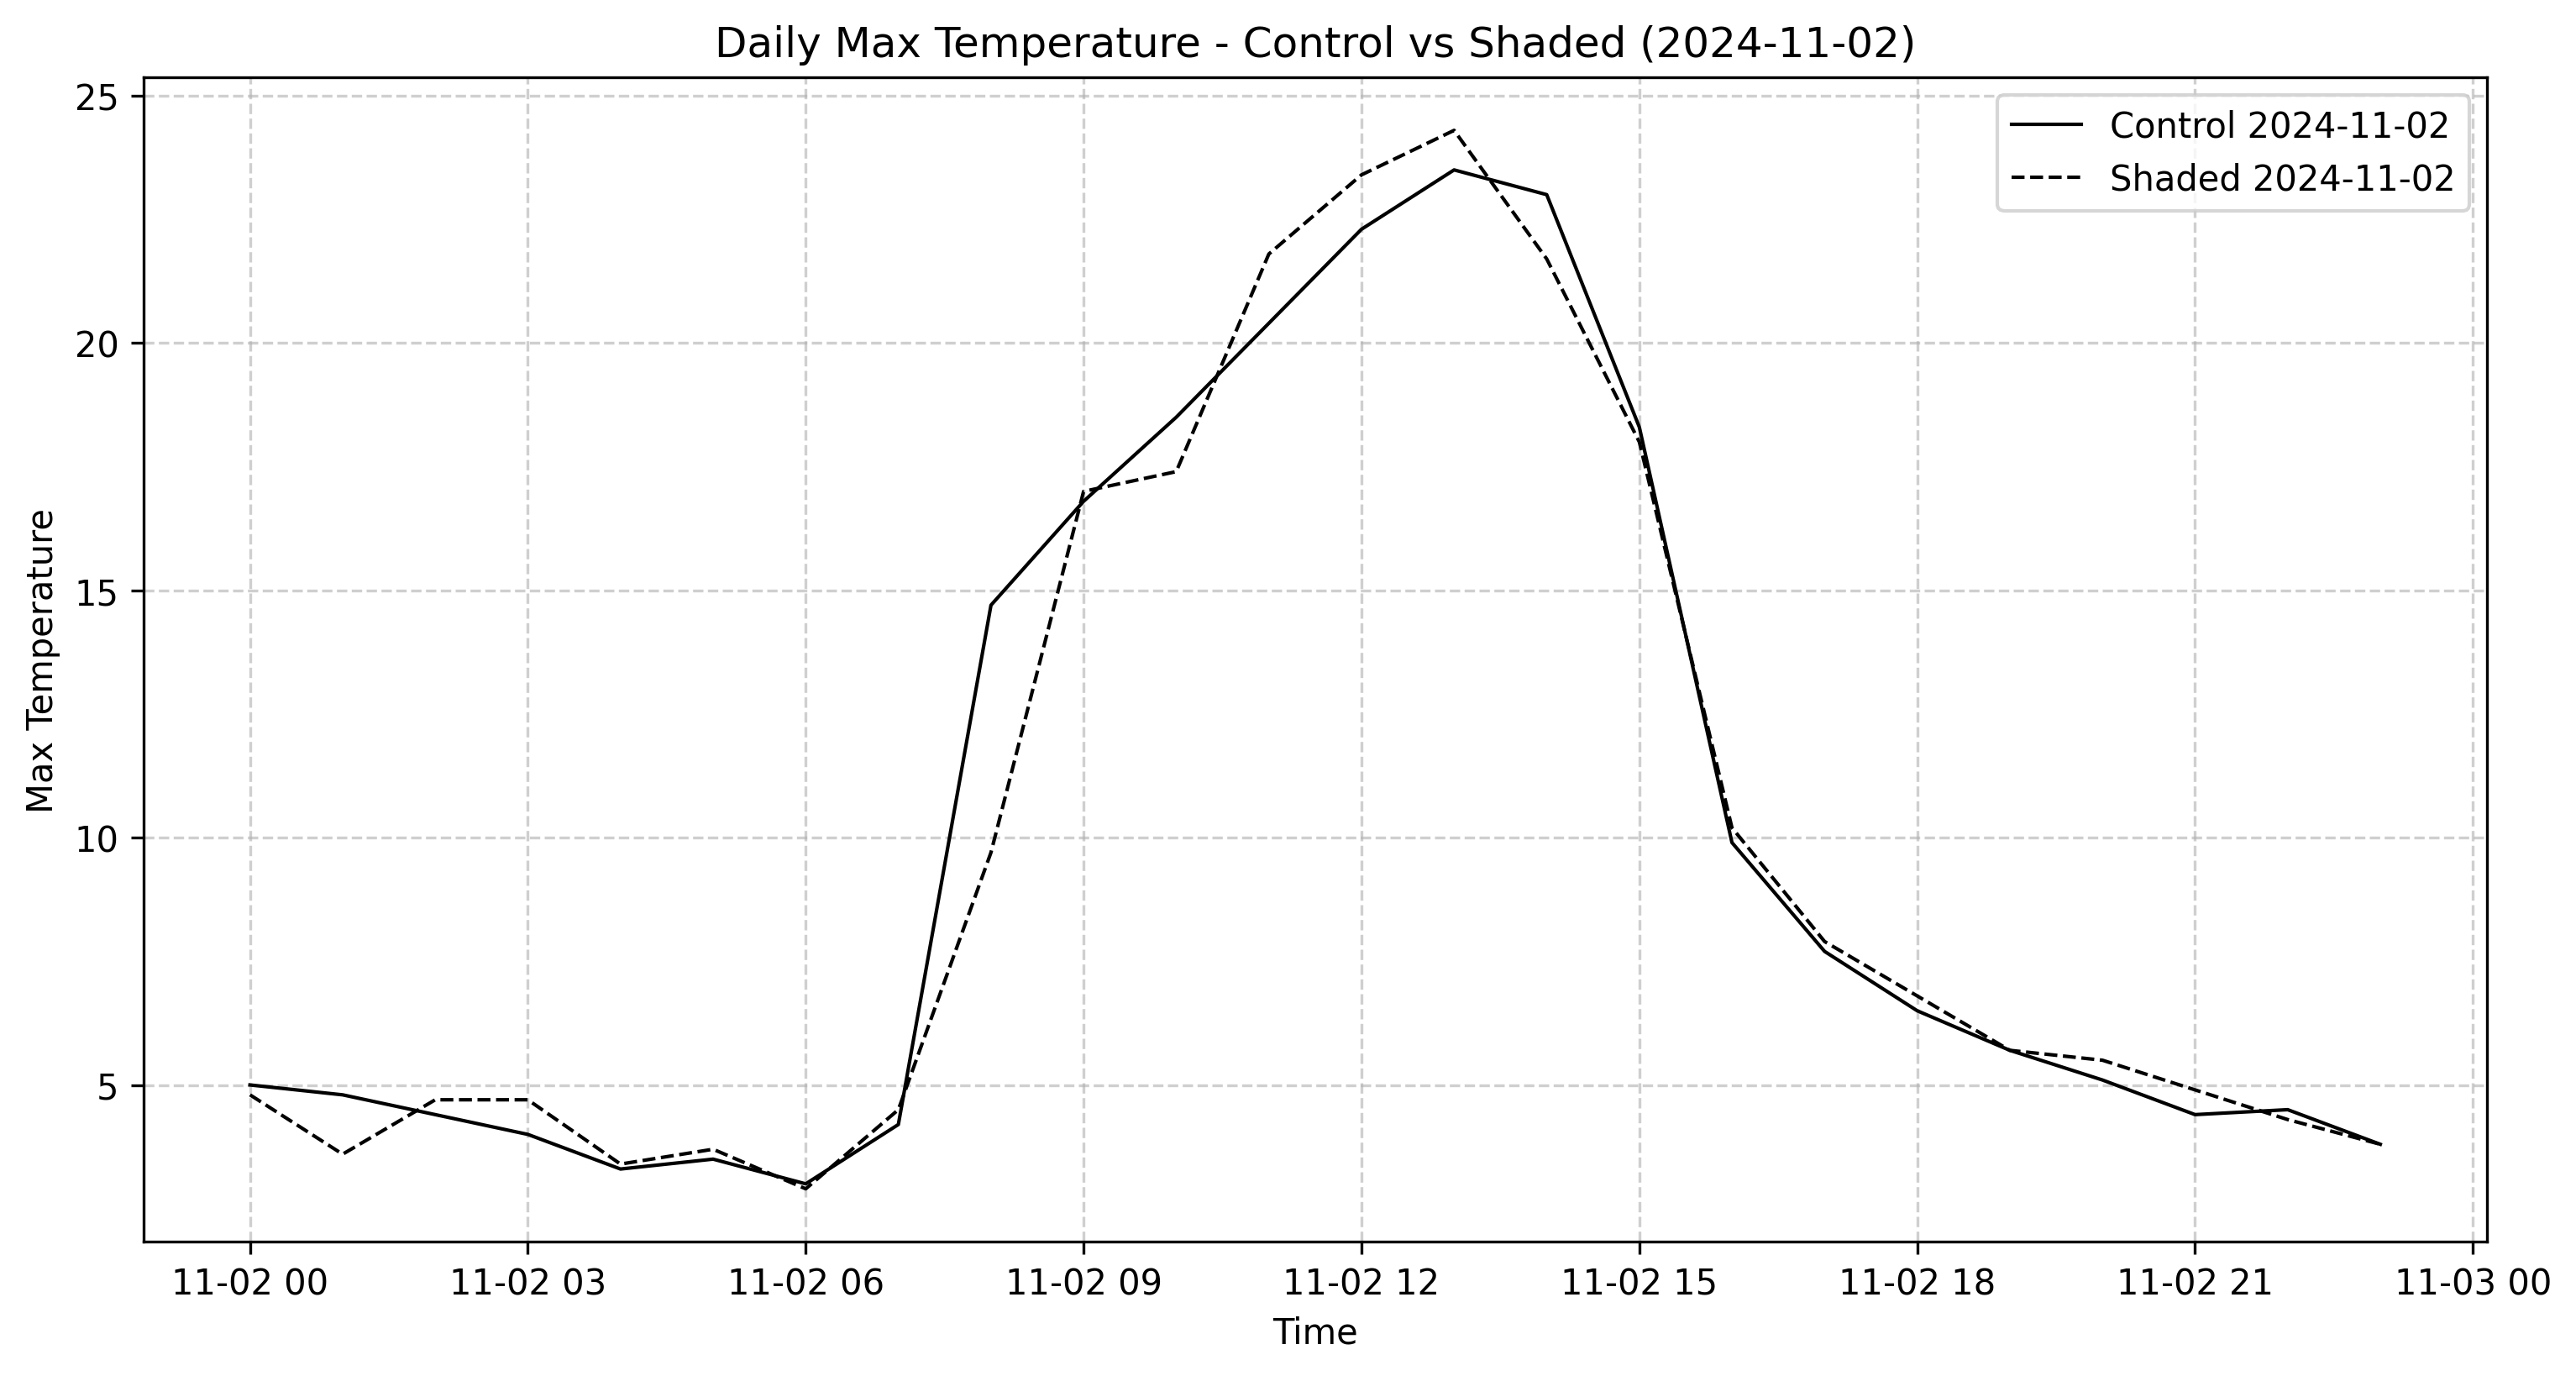 Daily Max Temperature - Control vs Shaded (2024-11-02)
Control 2024-11-02
Shaded 2024-11-02
Max Temperature
25
20
15
10
5
11-02 00
11-02 03
11-02 06
11-02 09
11-02 12
11-02 15
11-02 18
11-02 21
11-03 00
Time